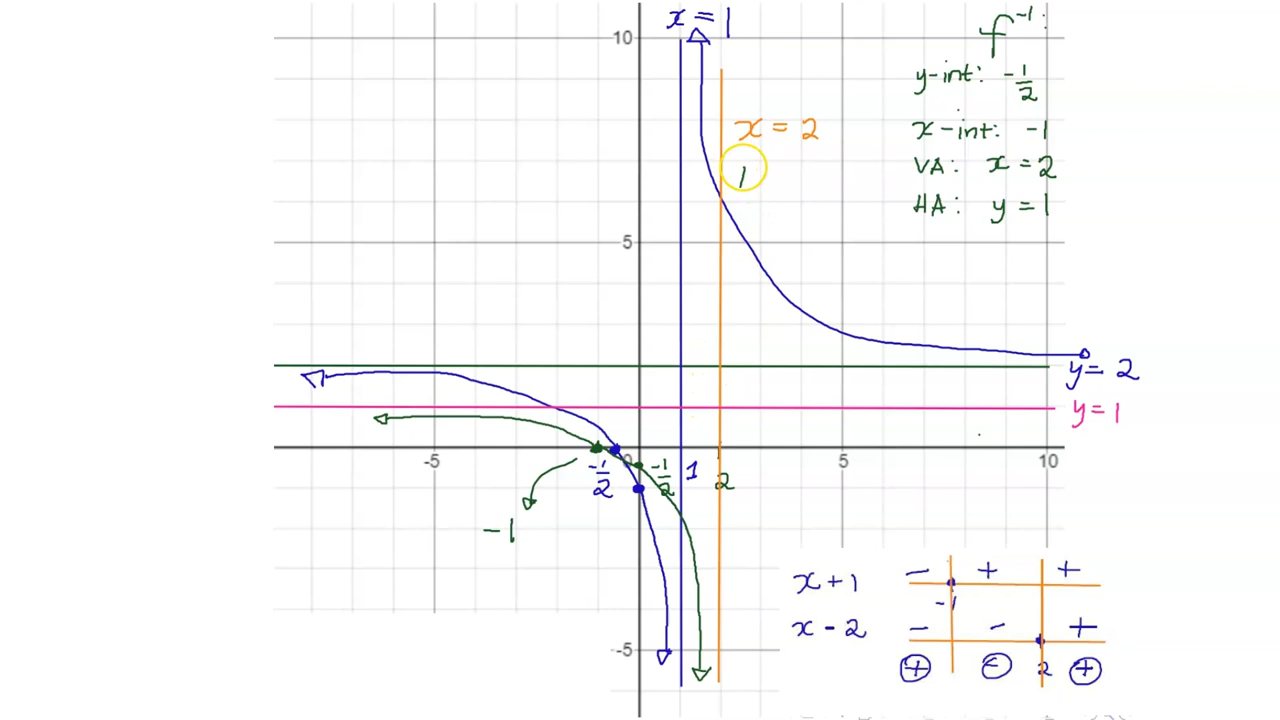 x = 1
f⁻¹:
10
y-int: -1/2
x = 2
x-int: -1
VA: x = 2
HA: y = 1
5
y = 2
y = 1
-5
0
5
10
-1/2
-1/2
1
2
-1
x + 1
- + +
-1
x - 2
- - +
-5
+ - 2 +